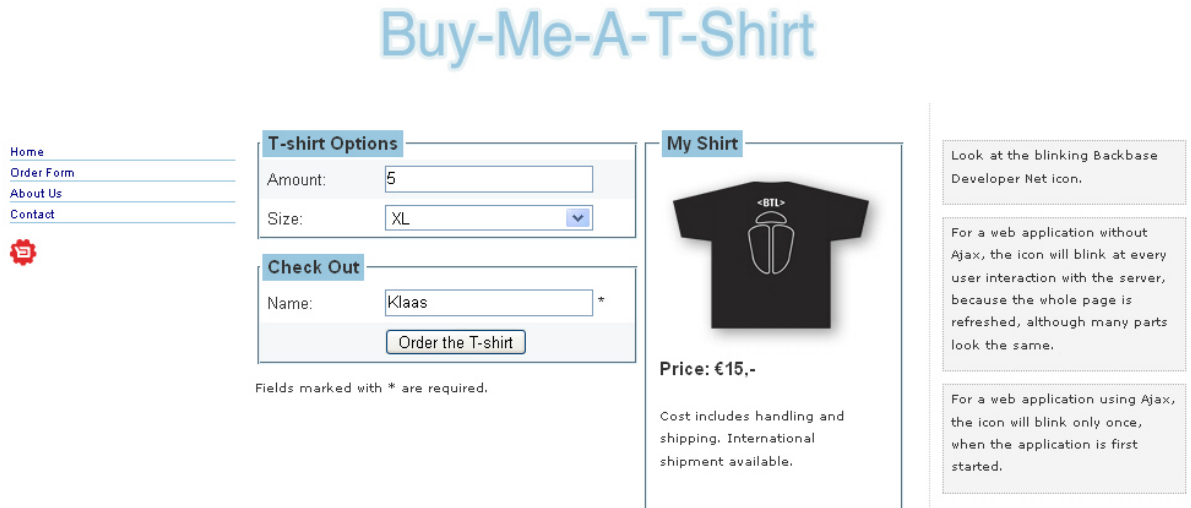 Buy-Me-A-T-Shirt
Home
Order Form
About Us
Contact
T-shirt Options
Amount: 5
Size: XL
Check Out
Name: Klaas *
Order the T-shirt
Fields marked with * are required.
My Shirt
<BTL>
Price: €15,-
Cost includes handling and
shipping. International
shipment available.
Look at the blinking Backbase
Developer Net icon.
For a web application without
Ajax, the icon will blink at every
user interaction with the server,
because the whole page is
refreshed, although many parts
look the same.
For a web application using Ajax,
the icon will blink only once,
when the application is first
started.